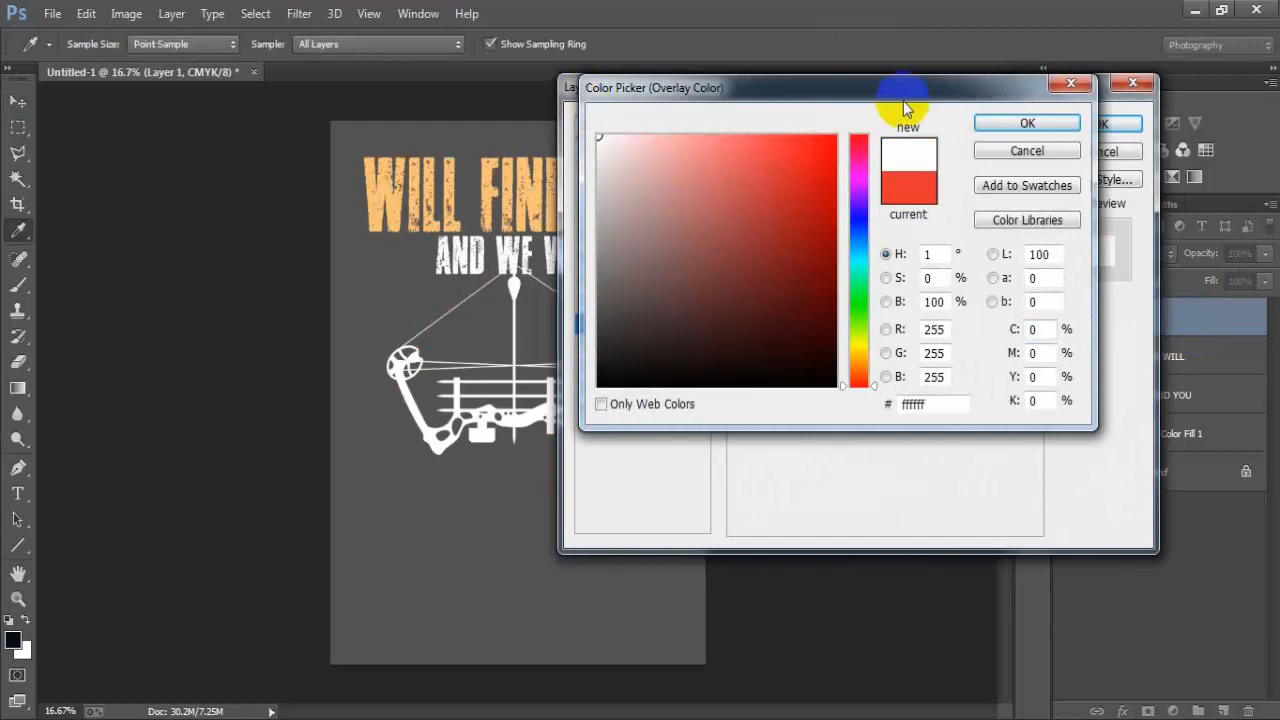 Ps File Edit Image Layer Type Select Filter 3D View Window Help
Sample Size: Point Sample Sample: All Layers Show Sampling Ring Photography
Untitled-1 @ 16.7% (Layer 1, CMYK/8) *
Color Picker (Overlay Color)
new
OK
Cancel
Add to Swatches
Style...
current
Color Libraries
H: 1 ° L: 100
S: 0 % a: 0
B: 100 % b: 0
R: 255 C: 0 %
G: 255 M: 0 %
B: 255 Y: 0 %
K: 0 %
Only Web Colors # ffffff
Opacity: 100%
Fill: 100%
WILL
Color Fill 1
WILL
AND WE
16.67% Doc: 30.2M/7.25M
fx